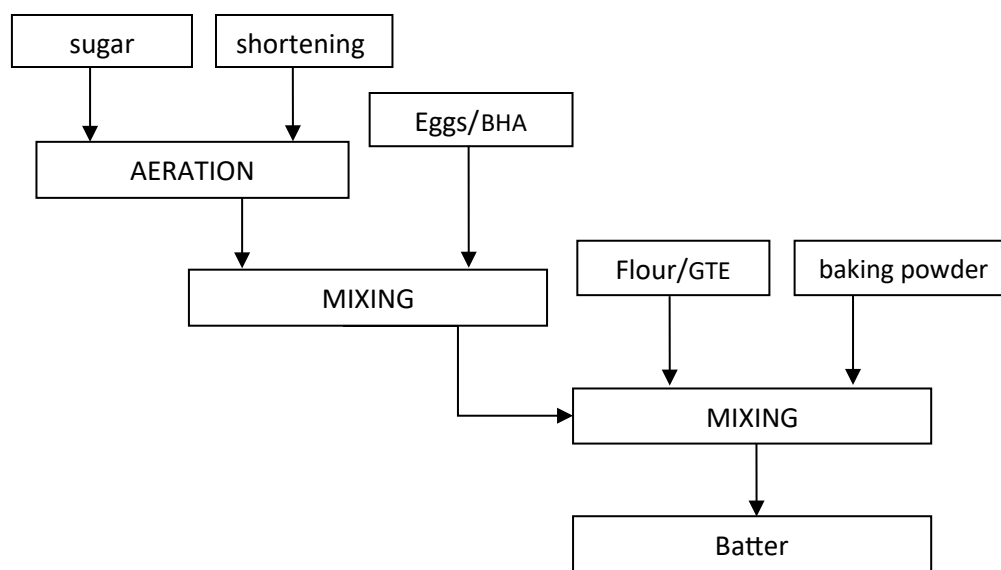 sugar
shortening
Eggs/BHA
AERATION
Flour/GTE
baking powder
MIXING
MIXING
Batter